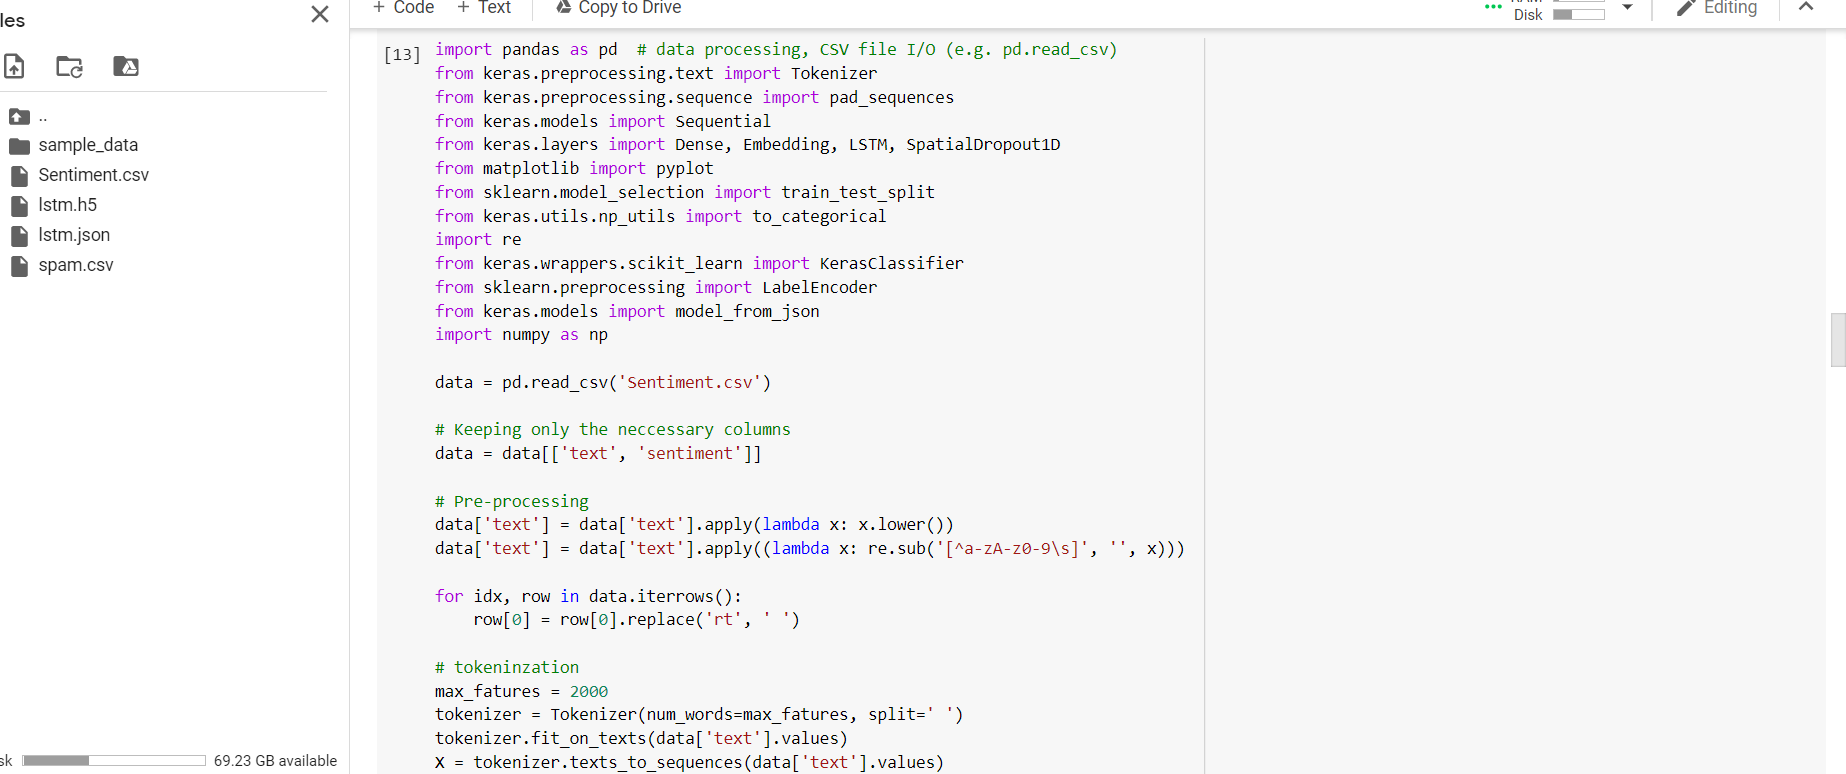 les
+ Code + Text Copy to Drive
Disk
Editing
..
sample_data
Sentiment.csv
lstm.h5
lstm.json
spam.csv
69.23 GB available
[13] import pandas as pd  # data processing, CSV file I/O (e.g. pd.read_csv)
from keras.preprocessing.text import Tokenizer
from keras.preprocessing.sequence import pad_sequences
from keras.models import Sequential
from keras.layers import Dense, Embedding, LSTM, SpatialDropout1D
from matplotlib import pyplot
from sklearn.model_selection import train_test_split
from keras.utils.np_utils import to_categorical
import re
from keras.wrappers.scikit_learn import KerasClassifier
from sklearn.preprocessing import LabelEncoder
from keras.models import model_from_json
import numpy as np
data = pd.read_csv('Sentiment.csv')
# Keeping only the neccessary columns
data = data[['text', 'sentiment']]
# Pre-processing
data['text'] = data['text'].apply(lambda x: x.lower())
data['text'] = data['text'].apply((lambda x: re.sub('[^a-zA-z0-9\s]', '', x)))
for idx, row in data.iterrows():
    row[0] = row[0].replace('rt', ' ')
# tokeninzation
max_fatures = 2000
tokenizer = Tokenizer(num_words=max_fatures, split=' ')
tokenizer.fit_on_texts(data['text'].values)
X = tokenizer.texts_to_sequences(data['text'].values)